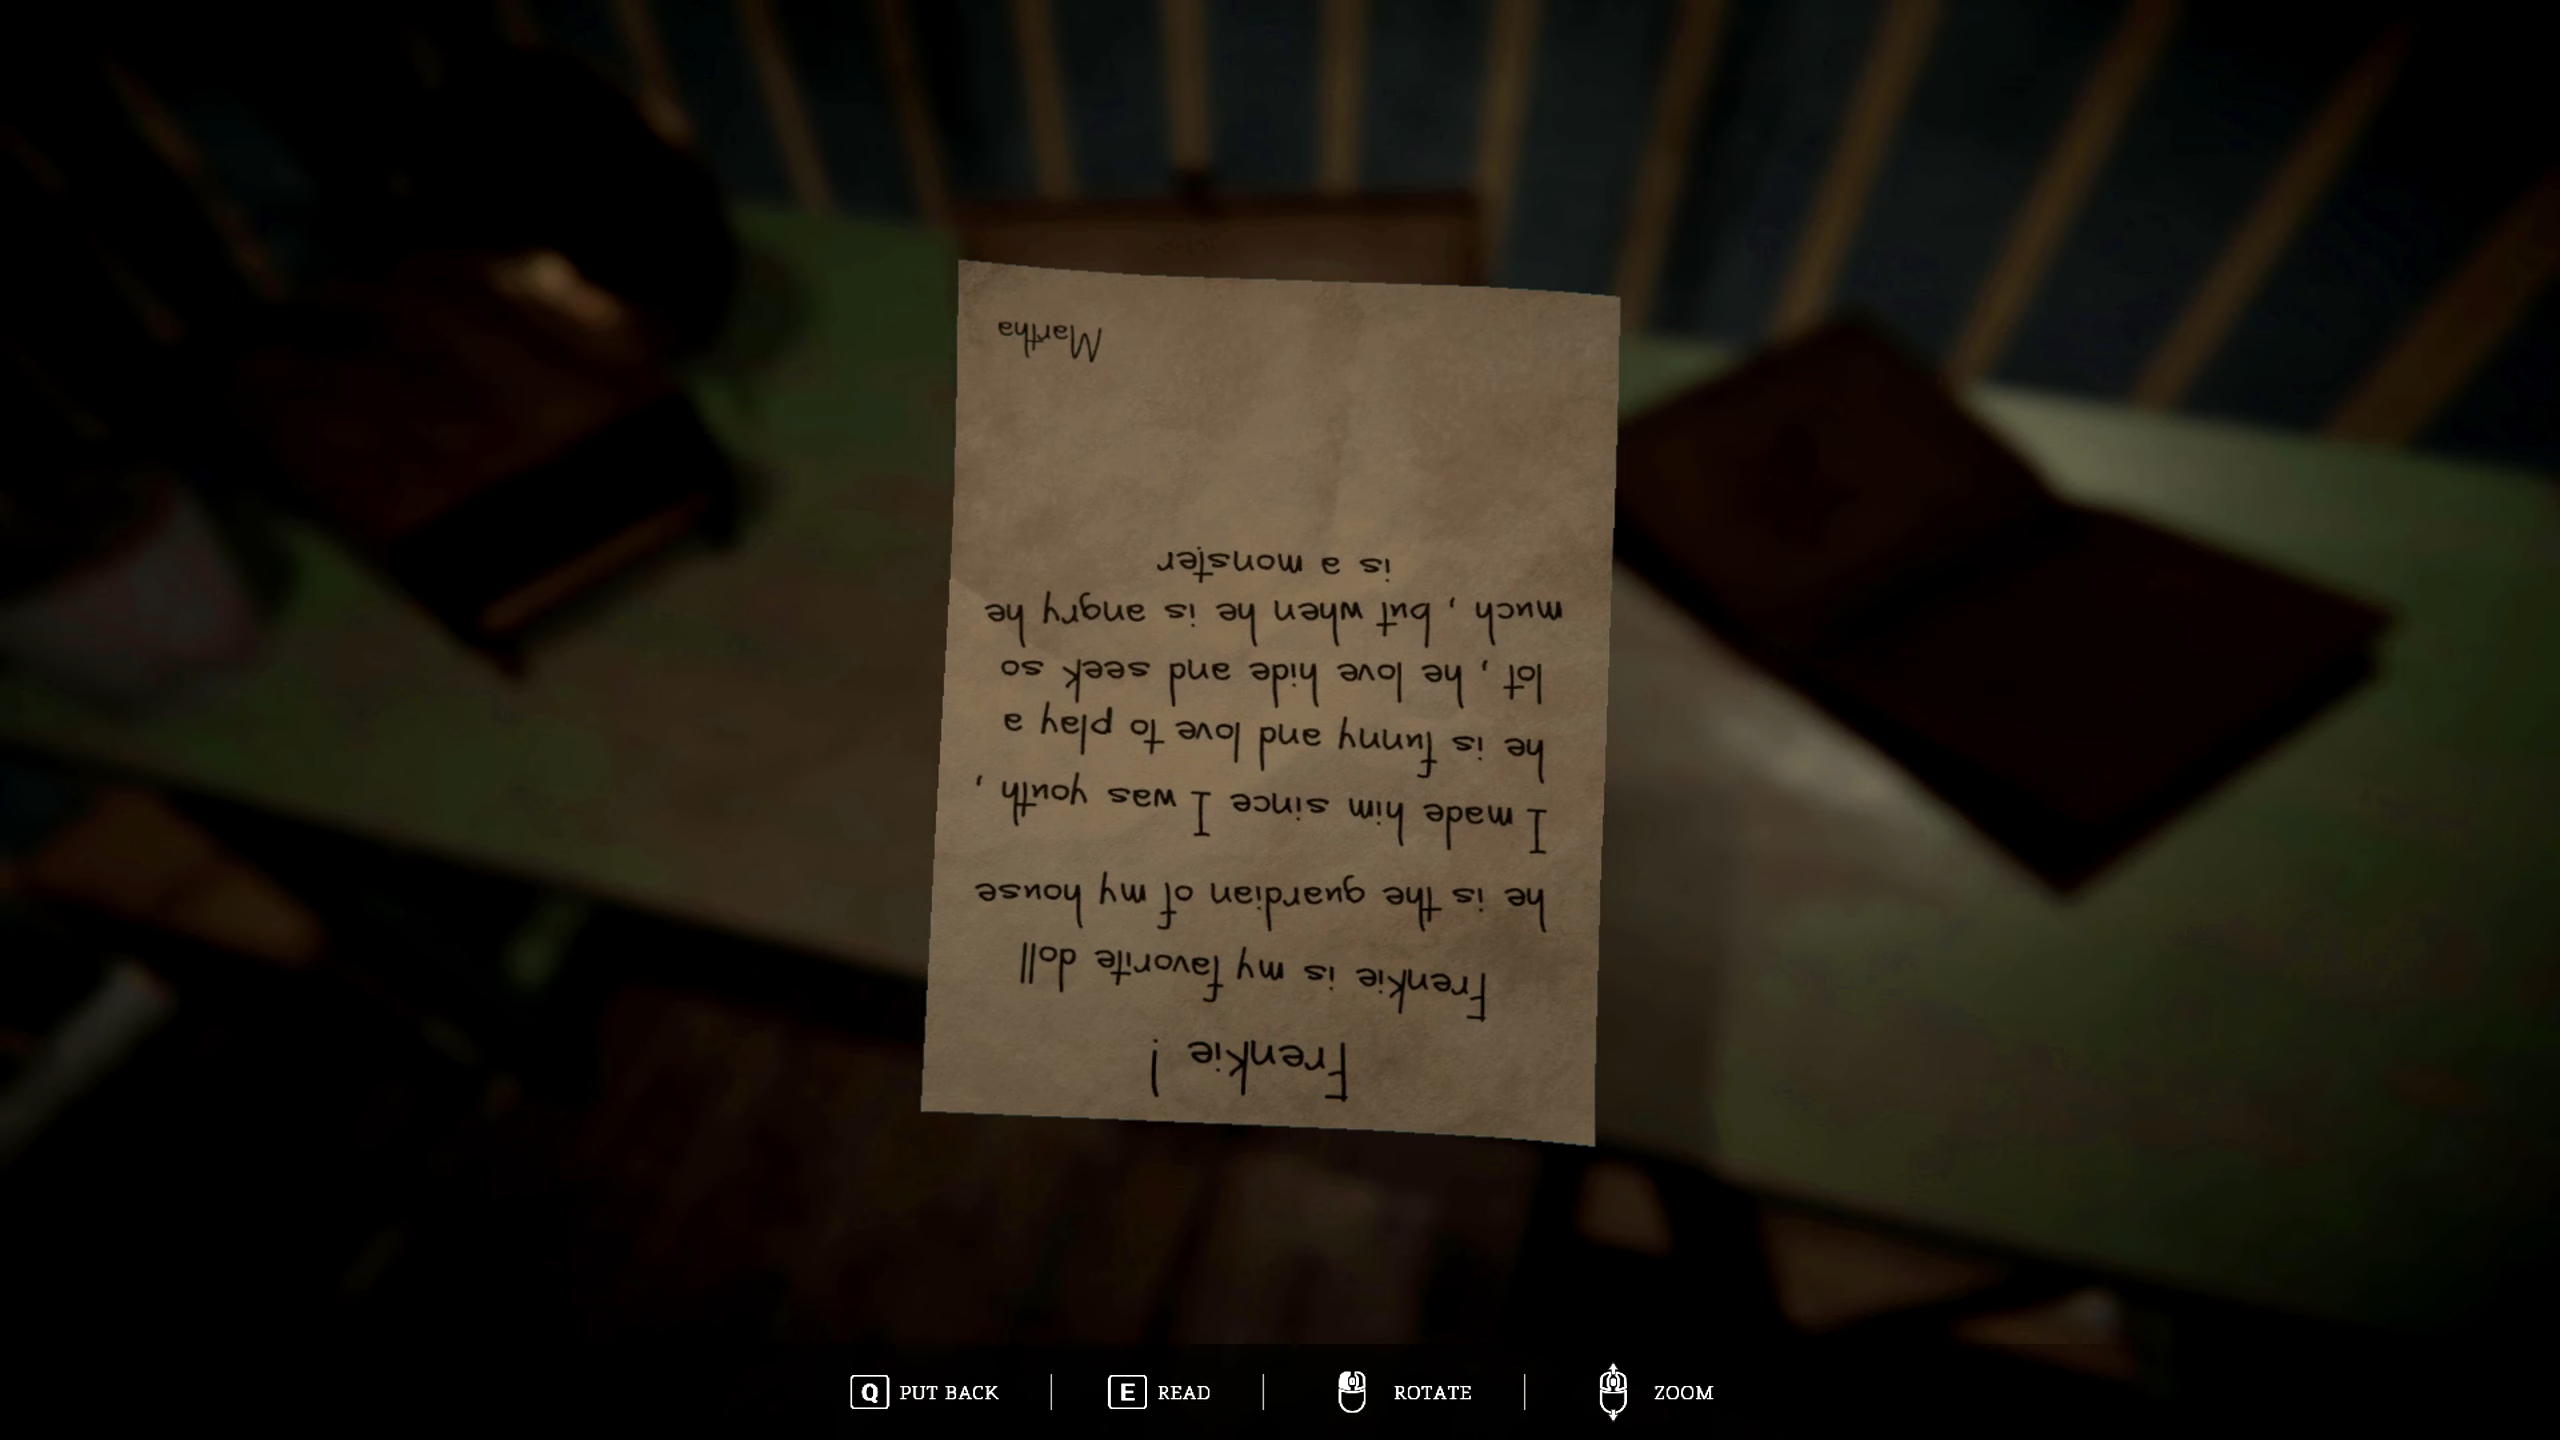 Frenkie !
Frenkie is my favorite doll
he is the guardian of my house
I made him since I was youth ,
he is funny and love to play a
lot , he love hide and seek so
much , but when he is angry he
is a monster
Martha
Q PUT BACK
E READ
ROTATE
ZOOM